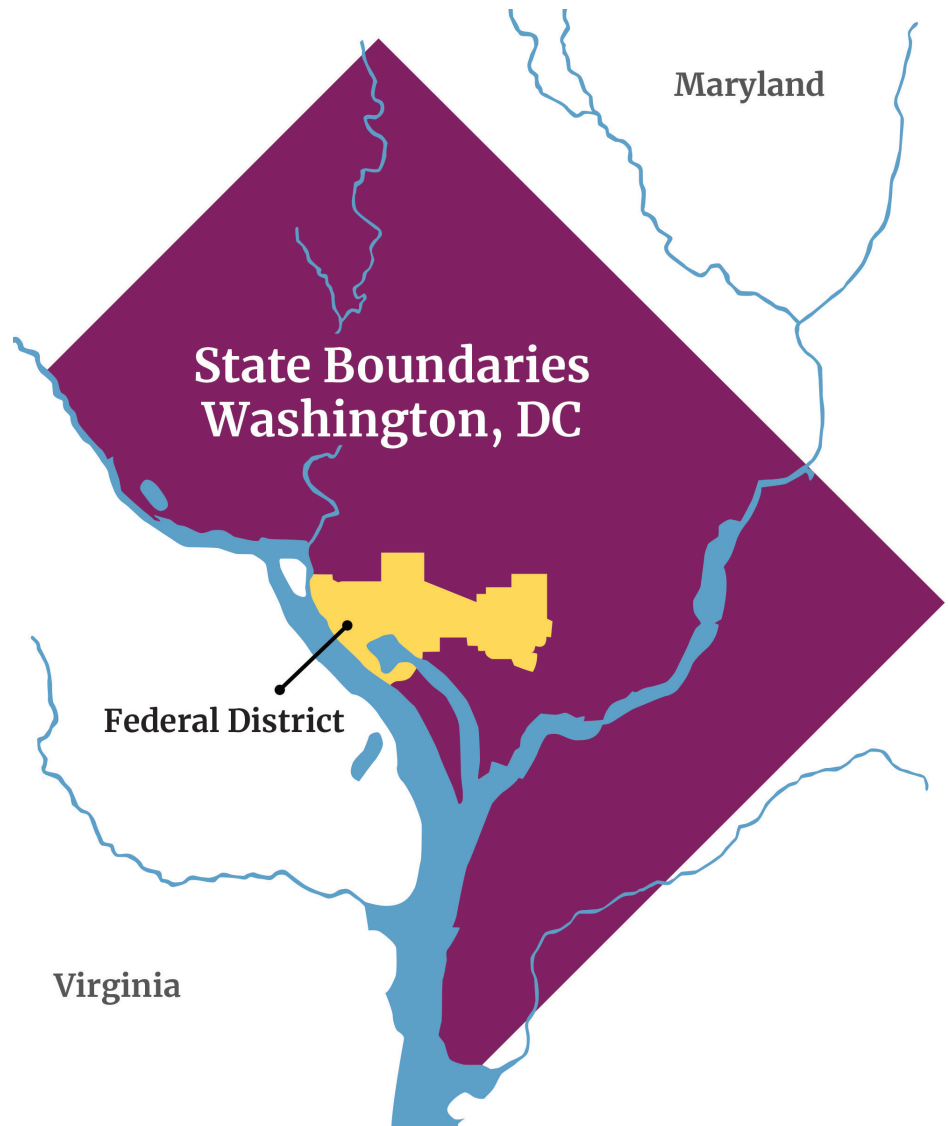 Maryland
State Boundaries
Washington, DC
Federal District
Virginia